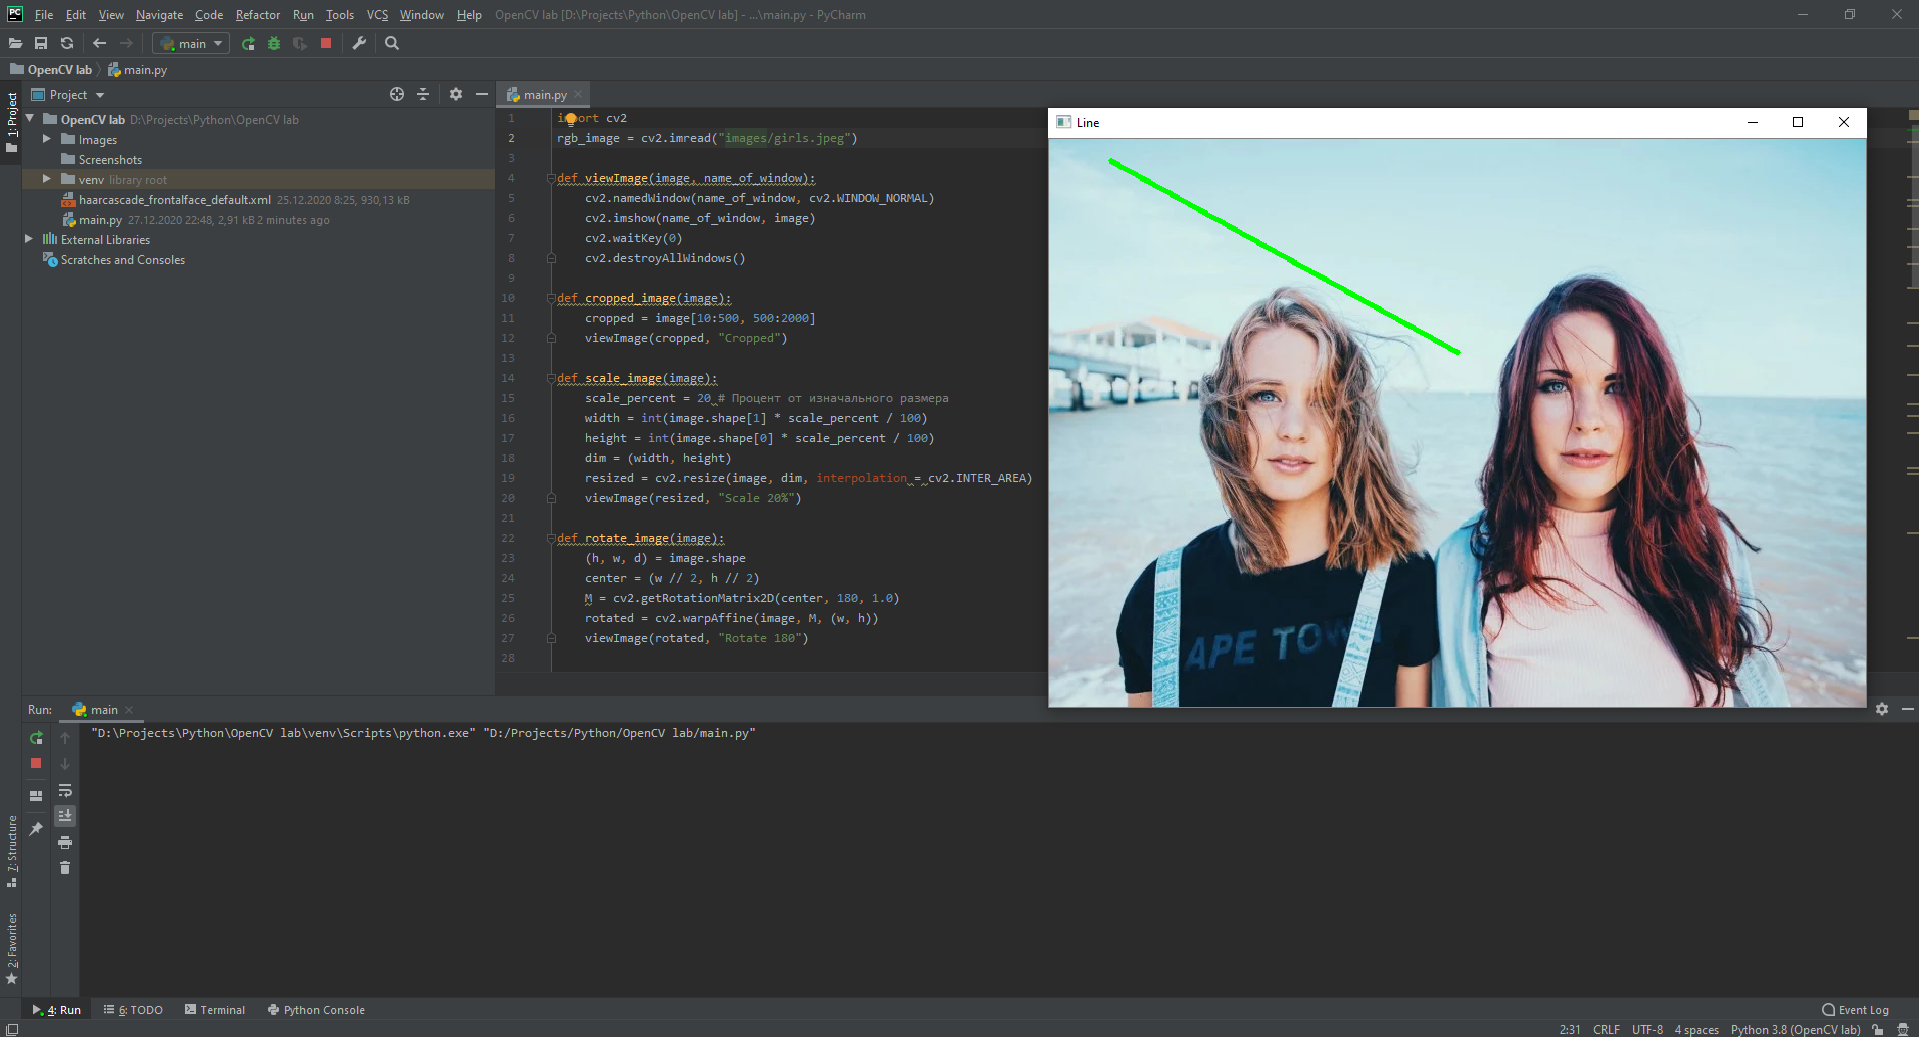 PC File Edit View Navigate Code Refactor Run Tools VCS Window Help OpenCV lab [D:\Projects\Python\OpenCV lab] - ...\main.py - PyCharm
main
OpenCV lab main.py
1: Project
Project
OpenCV lab D:\Projects\Python\OpenCV lab
Images
Screenshots
venv library root
haarcascade_frontalface_default.xml 25.12.2020 8:25, 930,13 kB
main.py 27.12.2020 22:48, 2,91 kB 2 minutes ago
External Libraries
Scratches and Consoles
main.py
1 import cv2
2 rgb_image = cv2.imread("images/girls.jpeg")
3
4 def viewImage(image, name_of_window):
5 cv2.namedWindow(name_of_window, cv2.WINDOW_NORMAL)
6 cv2.imshow(name_of_window, image)
7 cv2.waitKey(0)
8 cv2.destroyAllWindows()
9
10 def cropped_image(image):
11 cropped = image[10:500, 500:2000]
12 viewImage(cropped, "Cropped")
13
14 def scale_image(image):
15 scale_percent = 20 # Процент от изначального размера
16 width = int(image.shape[1] * scale_percent / 100)
17 height = int(image.shape[0] * scale_percent / 100)
18 dim = (width, height)
19 resized = cv2.resize(image, dim, interpolation = cv2.INTER_AREA)
20 viewImage(resized, "Scale 20%")
21
22 def rotate_image(image):
23 (h, w, d) = image.shape
24 center = (w // 2, h // 2)
25 M = cv2.getRotationMatrix2D(center, 180, 1.0)
26 rotated = cv2.warpAffine(image, M, (w, h))
27 viewImage(rotated, "Rotate 180")
28
Line
APE TOW
Run: main
"D:\Projects\Python\OpenCV lab\venv\Scripts\python.exe" "D:/Projects/Python/OpenCV lab/main.py"
7: Structure
2: Favorites
4: Run 6: TODO Terminal Python Console Event Log
2:31 CRLF UTF-8 4 spaces Python 3.8 (OpenCV lab)